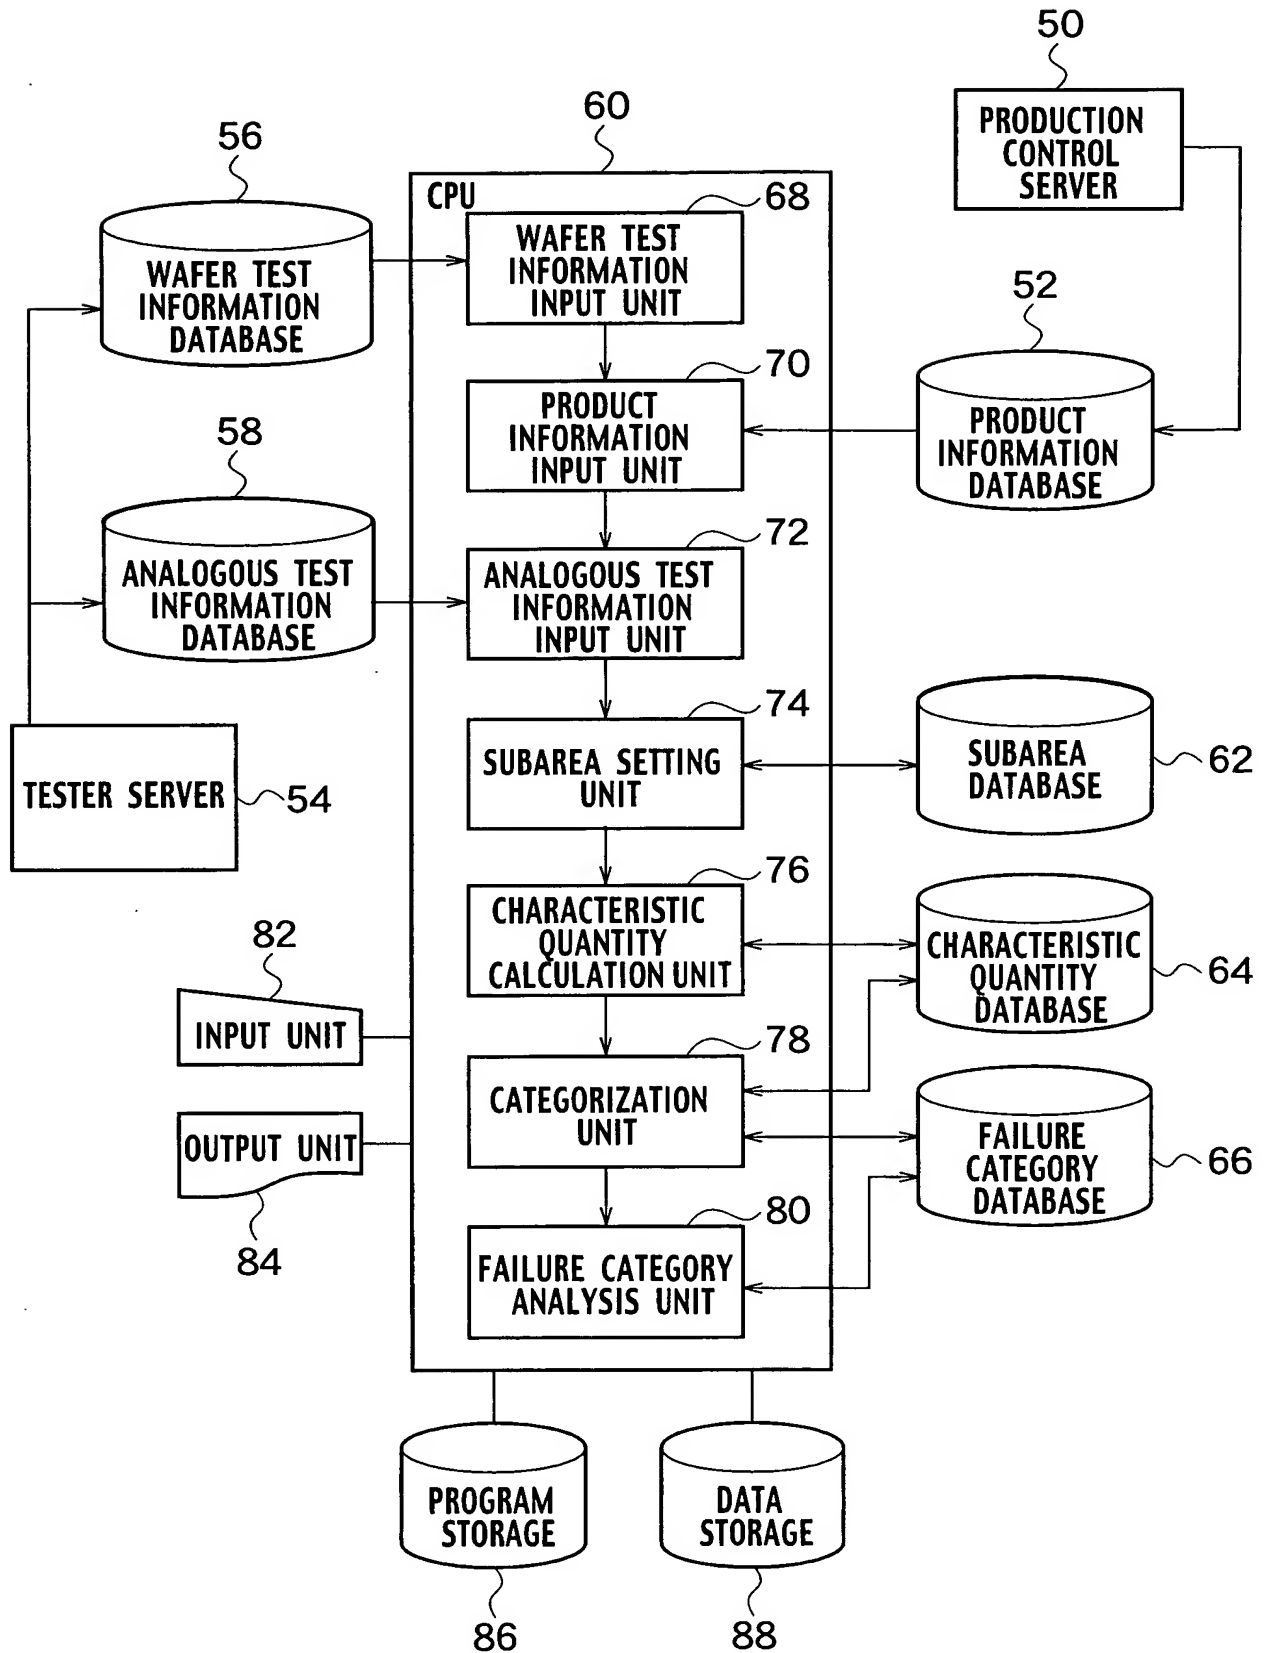 50
PRODUCTION
CONTROL
SERVER
60
56
CPU
68
WAFER TEST
INFORMATION
INPUT UNIT
WAFER TEST
INFORMATION
DATABASE
52
70
PRODUCT
INFORMATION
INPUT UNIT
PRODUCT
INFORMATION
DATABASE
58
72
ANALOGOUS TEST
INFORMATION
DATABASE
ANALOGOUS TEST
INFORMATION
INPUT UNIT
74
SUBAREA SETTING
UNIT
SUBAREA
DATABASE
62
TESTER SERVER
54
76
CHARACTERISTIC
QUANTITY
CALCULATION UNIT
CHARACTERISTIC
QUANTITY
DATABASE
64
82
INPUT UNIT
78
CATEGORIZATION
UNIT
FAILURE
CATEGORY
DATABASE
66
OUTPUT UNIT
84
80
FAILURE CATEGORY
ANALYSIS UNIT
PROGRAM
STORAGE
DATA
STORAGE
86
88